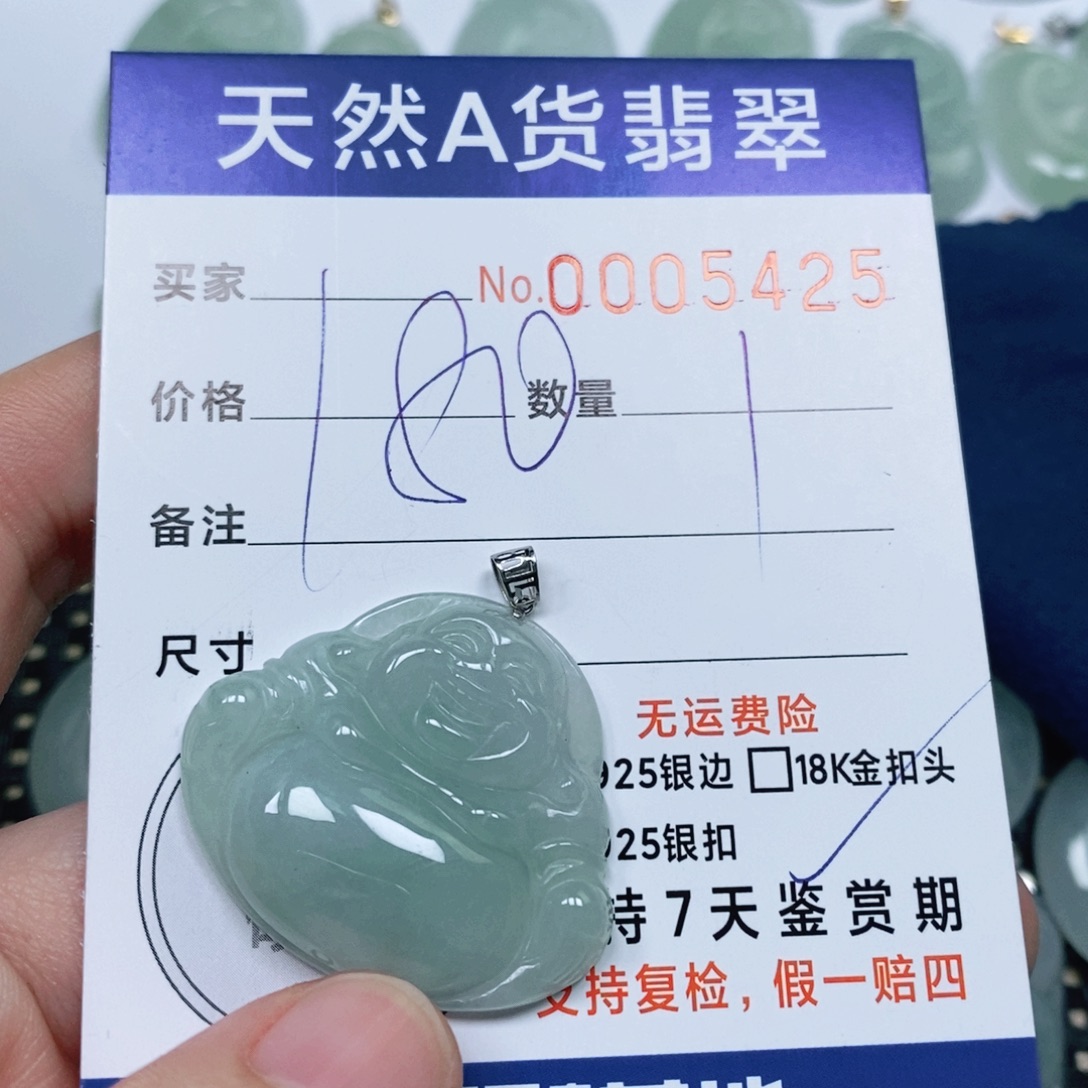 天然A货翡翠
买家 No.0005425
价格 180 数量 1
备注
尺寸
无运费险
925银边 □18K金扣头
925银扣
持7天鉴赏期
支持复检，假一赔四